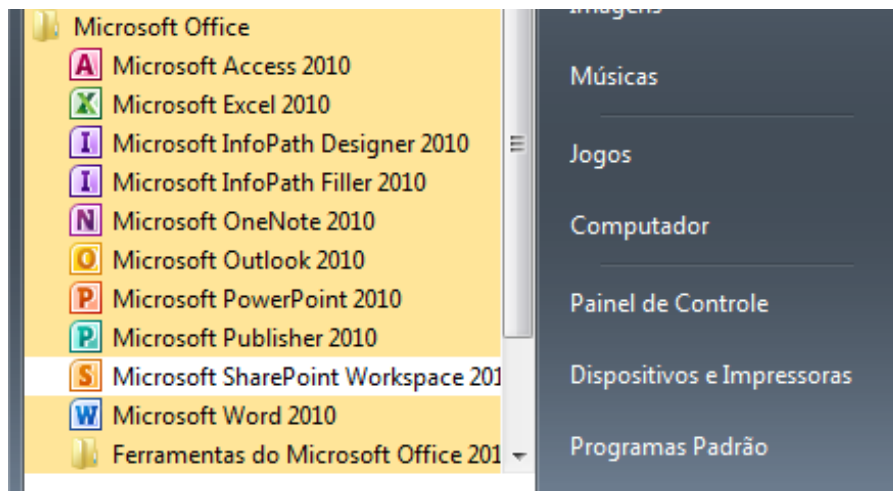 Microsoft Office
Microsoft Access 2010
Microsoft Excel 2010
Microsoft InfoPath Designer 2010
Microsoft InfoPath Filler 2010
Microsoft OneNote 2010
Microsoft Outlook 2010
Microsoft PowerPoint 2010
Microsoft Publisher 2010
Microsoft SharePoint Workspace 201
Microsoft Word 2010
Ferramentas do Microsoft Office 201
Imagens
Músicas
Jogos
Computador
Painel de Controle
Dispositivos e Impressoras
Programas Padrão